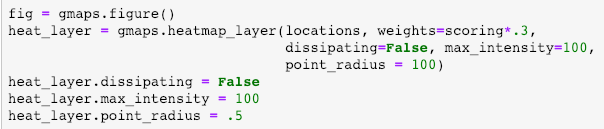 fig = gmaps.figure()
heat_layer = gmaps.heatmap_layer(locations, weights=scoring*.3,
                                 dissipating=False, max_intensity=100,
                                 point_radius = 100)
heat_layer.dissipating = False
heat_layer.max_intensity = 100
heat_layer.point_radius = .5